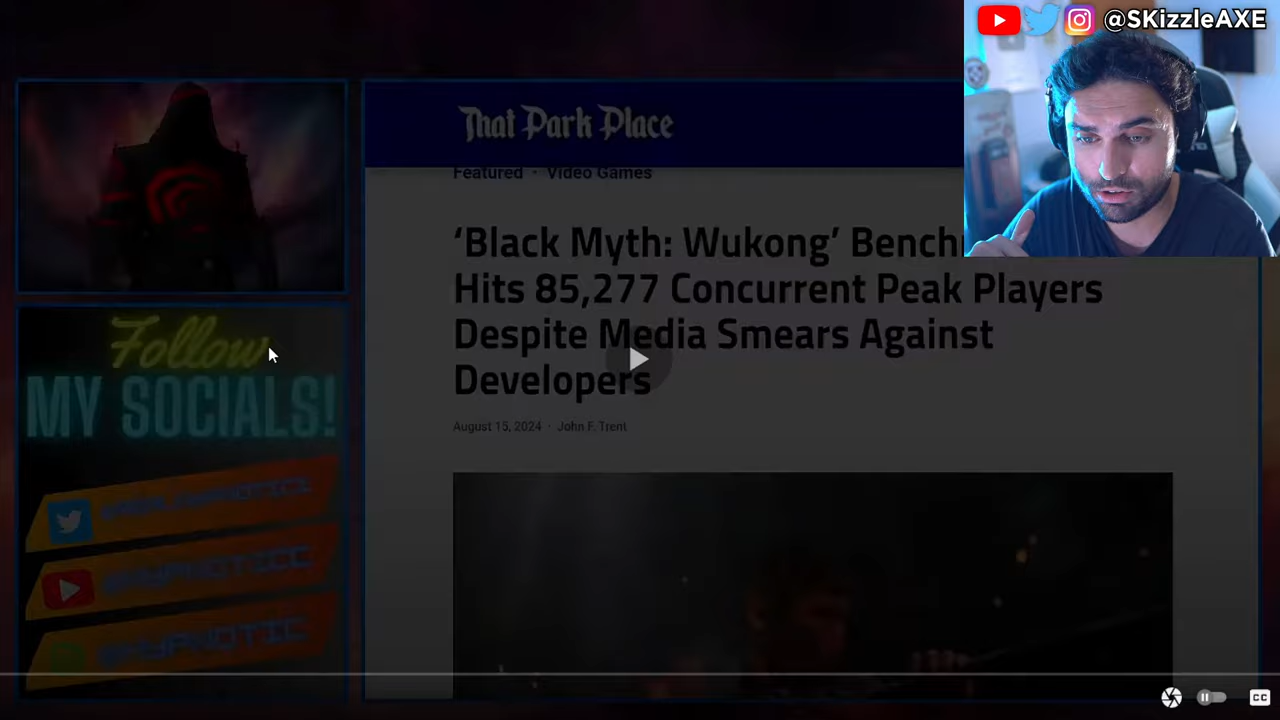 @SKizzleAXE
That Park Place
Featured · Video Games
‘Black Myth: Wukong’ Bench
Hits 85,277 Concurrent Peak Players
Despite Media Smears Against
Developers
August 15, 2024 · John F. Trent
Follow
MY SOCIALS!
CC